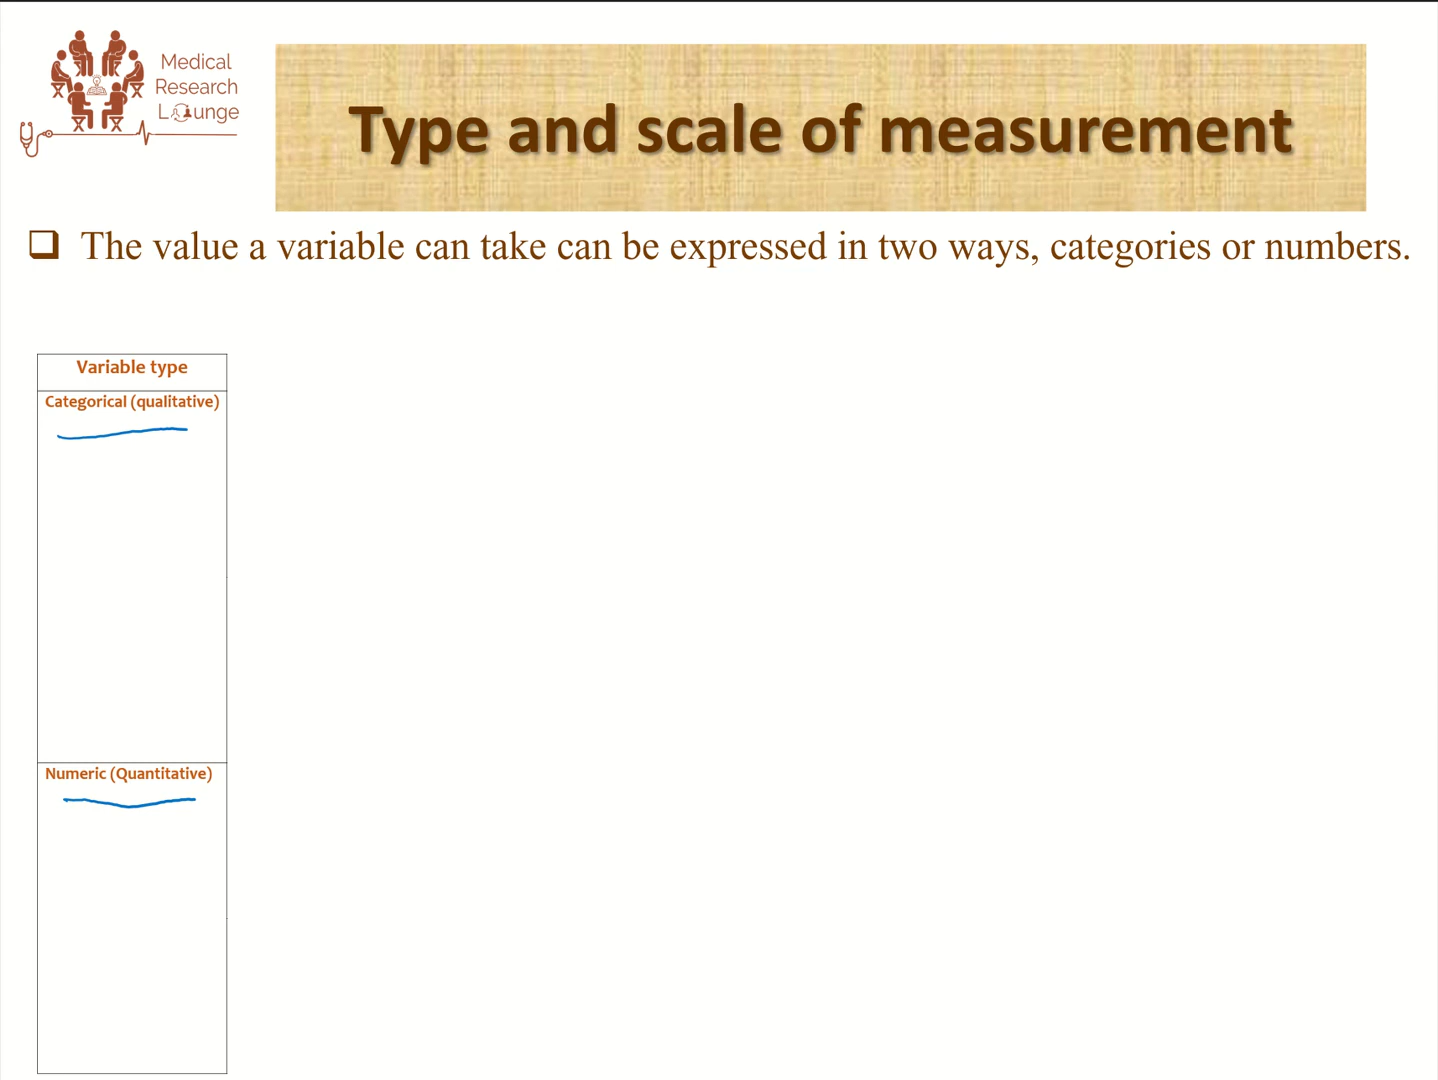 Medical
Research
Lounge
Type and scale of measurement
The value a variable can take can be expressed in two ways, categories or numbers.
Variable type
Categorical (qualitative)
Numeric (Quantitative)